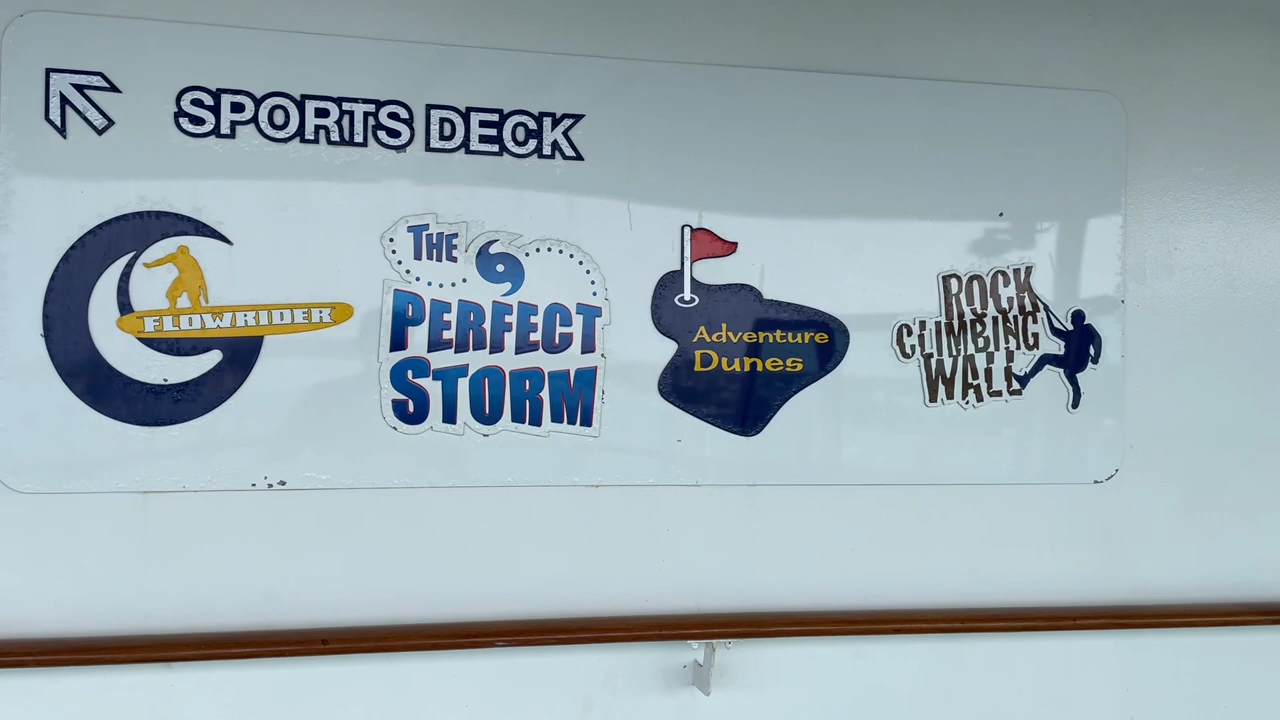 SPORTS DECK
FLOWRIDER
THE
PERFECT
STORM
Adventure
Dunes
ROCK
CLIMBING
WALL